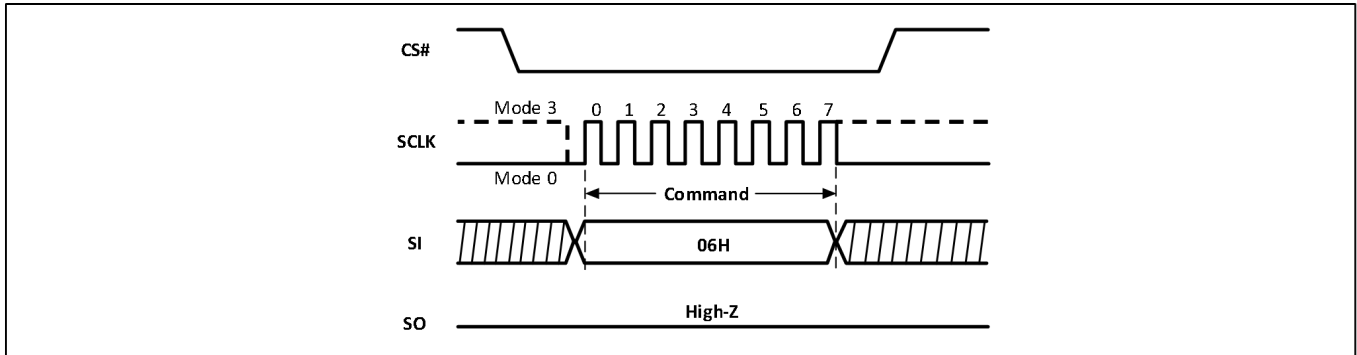 CS#
Mode 3
0 1 2 3 4 5 6 7
SCLK
Mode 0
Command
SI
06H
High-Z
SO